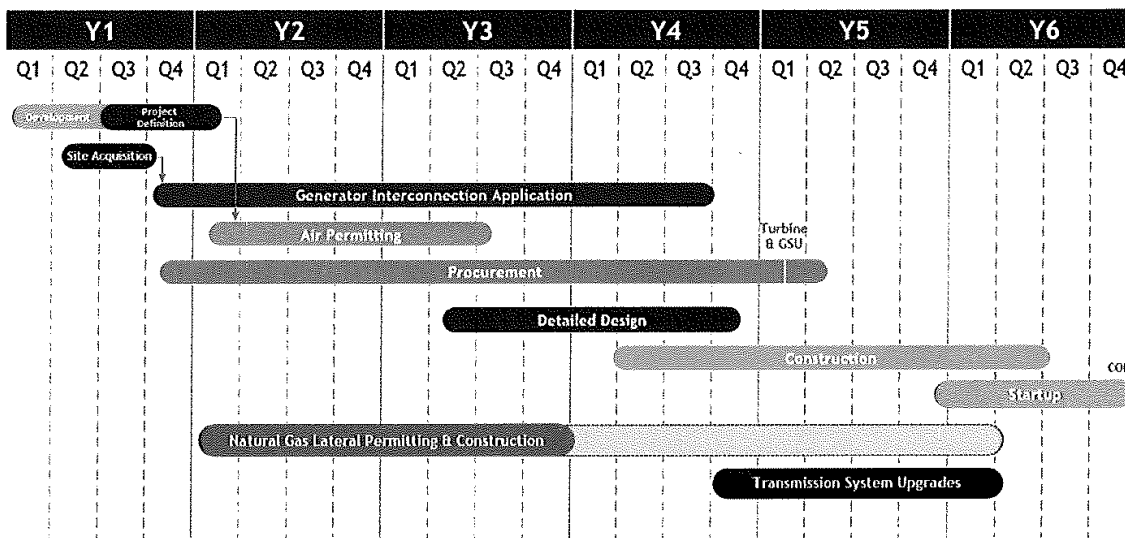 Y1 Y2 Y3 Y4 Y5 Y6
Q1 Q2 Q3 Q4 Q1 Q2 Q3 Q4 Q1 Q2 Q3 Q4 Q1 Q2 Q3 Q4 Q1 Q2 Q3 Q4 Q1 Q2 Q3 Q4
Development
Project
Definition
Site Acquisition
Generator Interconnection Application
Air Permitting
Turbine
& GSU
Procurement
Detailed Design
Construction
Startup
Natural Gas Lateral Permitting & Construction
Transmission System Upgrades